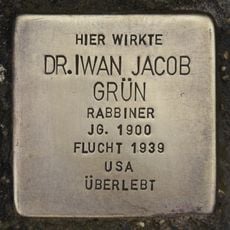 HIER WIRKTE
DR. IWAN JACOB
GRÜN
RABBINER
JG. 1900
FLUCHT 1939
USA
ÜBERLEBT